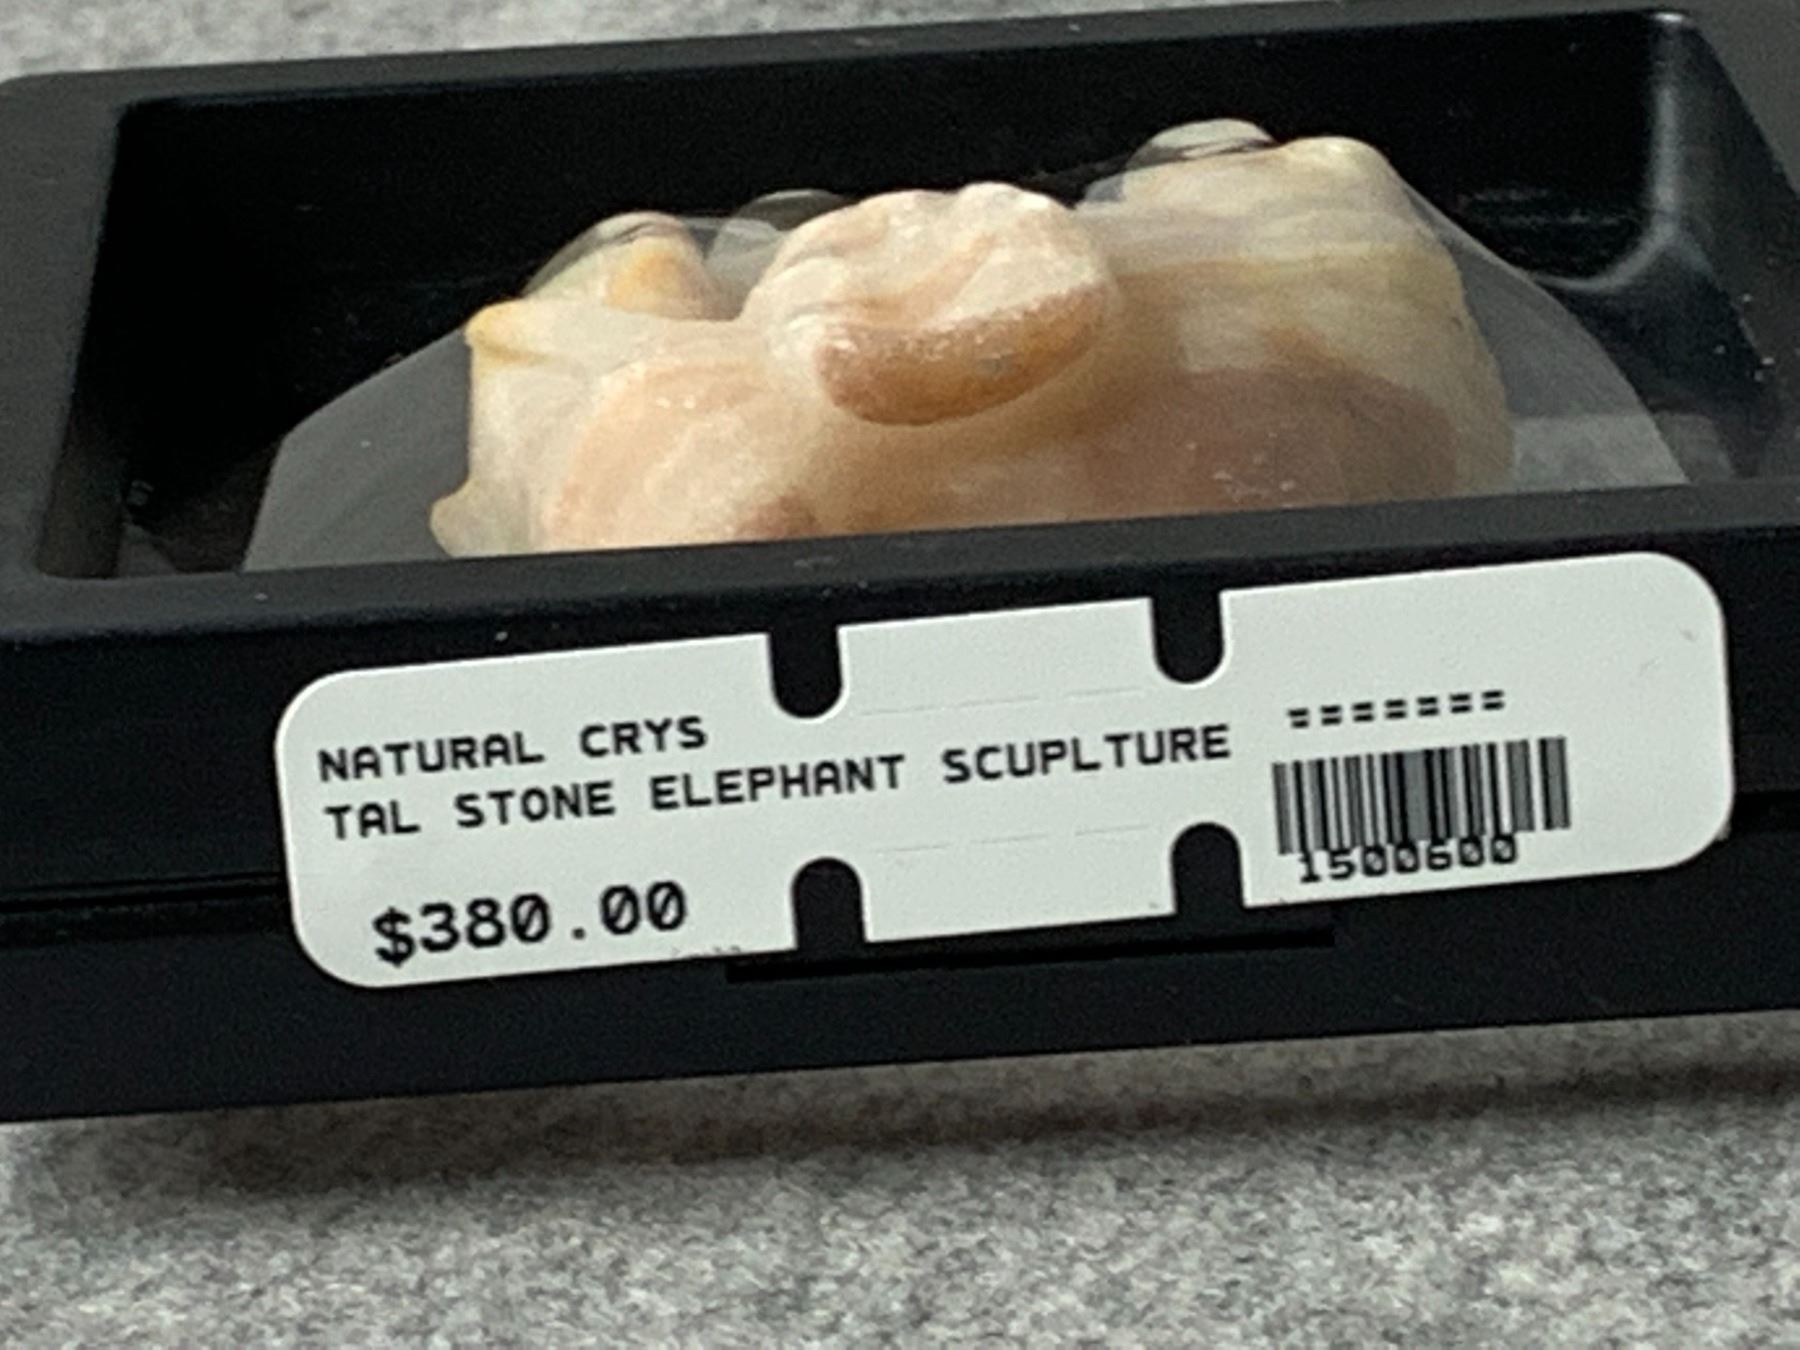 NATURAL CRYS
TAL STONE ELEPHANT SCUPLTURE
$380.00
=======
1500600